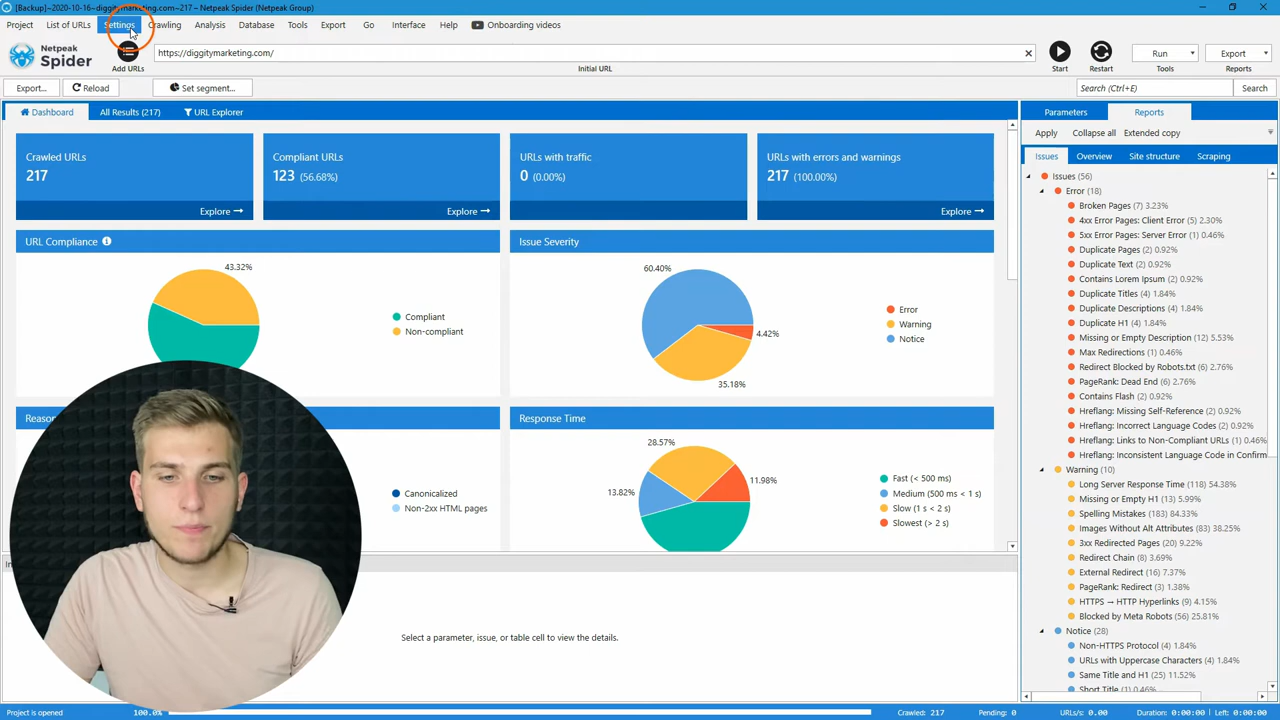 [Backup]~2020-10-16~diggitymarketing.com~217 – Netpeak Spider (Netpeak Group)
Project List of URLs Settings Crawling Analysis Database Tools Export Go Interface Help Onboarding videos
Netpeak Spider
Add URLs
https://diggitymarketing.com/
Initial URL
Start
Restart
Run
Tools
Export
Reports
Export...
Reload
Set segment...
Search (Ctrl+E)
Search
Dashboard
All Results (217)
URL Explorer
Crawled URLs
217
Explore →
Compliant URLs
123 (56.68%)
Explore →
URLs with traffic
0 (0.00%)
URLs with errors and warnings
217 (100.00%)
Explore →
URL Compliance
43.32%
Compliant
Non-compliant
Issue Severity
60.40%
4.42%
35.18%
Error
Warning
Notice
Canonicalized
Non-2xx HTML pages
Response Time
28.57%
11.98%
13.82%
Fast (< 500 ms)
Medium (500 ms < 1 s)
Slow (1 s < 2 s)
Slowest (> 2 s)
Select a parameter, issue, or table cell to view the details.
Parameters
Reports
Apply
Collapse all
Extended copy
Issues
Overview
Site structure
Scraping
Issues (56)
Error (18)
Broken Pages (7) 3.23%
4xx Error Pages: Client Error (5) 2.30%
5xx Error Pages: Server Error (1) 0.46%
Duplicate Pages (2) 0.92%
Duplicate Text (2) 0.92%
Contains Lorem Ipsum (2) 0.92%
Duplicate Titles (4) 1.84%
Duplicate Descriptions (4) 1.84%
Duplicate H1 (4) 1.84%
Missing or Empty Description (12) 5.53%
Max Redirections (1) 0.46%
Redirect Blocked by Robots.txt (6) 2.76%
PageRank: Dead End (6) 2.76%
Contains Flash (2) 0.92%
Hreflang: Missing Self-Reference (2) 0.92%
Hreflang: Incorrect Language Codes (2) 0.92%
Hreflang: Links to Non-Compliant URLs (1) 0.46%
Hreflang: Inconsistent Language Code in Confirm
Warning (10)
Long Server Response Time (118) 54.38%
Missing or Empty H1 (13) 5.99%
Spelling Mistakes (183) 84.33%
Images Without Alt Attributes (83) 38.25%
3xx Redirected Pages (20) 9.22%
Redirect Chain (8) 3.69%
External Redirect (16) 7.37%
PageRank: Redirect (3) 1.38%
HTTPS → HTTP Hyperlinks (9) 4.15%
Blocked by Meta Robots (56) 25.81%
Notice (28)
Non-HTTPS Protocol (4) 1.84%
URLs with Uppercase Characters (4) 1.84%
Same Title and H1 (25) 11.52%
Short Title (1) 0.46%
Project is opened
100.0%
Crawled: 217 Pending: 0 URLs/s: 0.00 Duration: 0:00:00 Left: 0:00:00